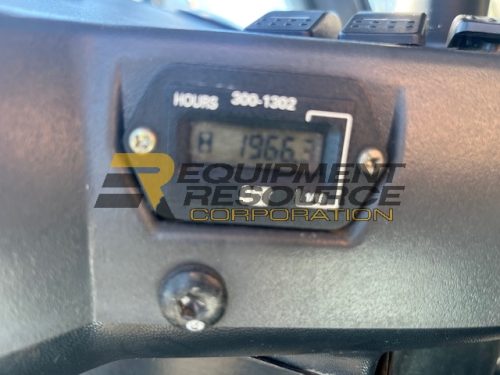 HOURS 300-1302
H 1966.3
EQUIPMENT
RESOURCE
CORPORATION